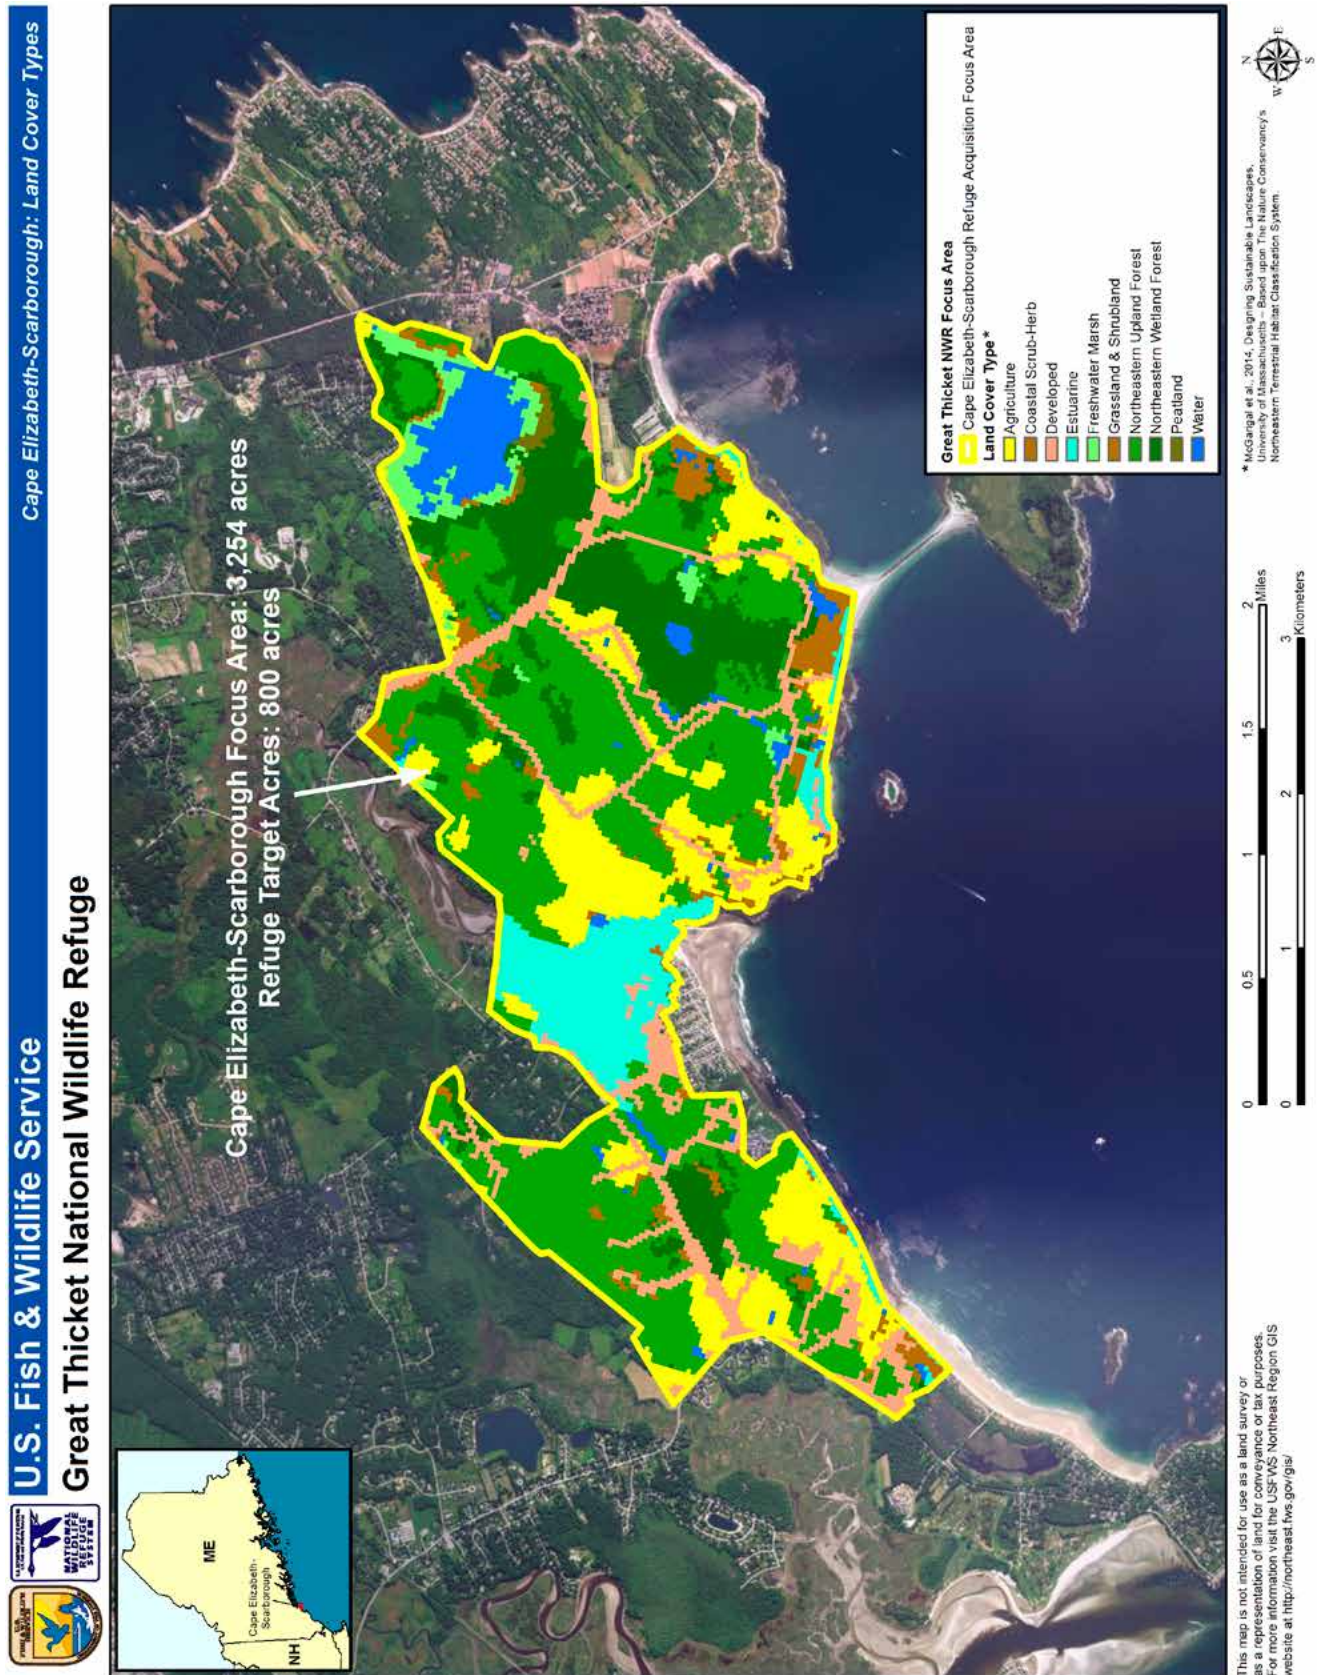 U.S. Fish & Wildlife Service
Cape Elizabeth-Scarborough: Land Cover Types
Great Thicket National Wildlife Refuge
NATIONAL
WILDLIFE
REFUGE
SYSTEM
ME
NH
Cape Elizabeth-
Scarborough
Cape Elizabeth-Scarborough Focus Area: 3,254 acres
Refuge Target Acres: 800 acres
Great Thicket NWR Focus Area
Cape Elizabeth-Scarborough Refuge Acquisition Focus Area
Land Cover Type*
Agriculture
Coastal Scrub-Herb
Developed
Estuarine
Freshwater Marsh
Grassland & Shrubland
Northeastern Upland Forest
Northeastern Wetland Forest
Peatland
Water
This map is not intended for use as a land survey or
as a representation of land for conveyance or tax purposes.
For more information visit the USFWS Northeast Region GIS
website at http://northeast.fws.gov/gis/
0 0.5 1 1.5 2
Miles
0 1 2 3
Kilometers
* McGarigal et al., 2014, Designing Sustainable Landscapes,
University of Massachusetts – Based upon The Nature Conservancy's
Northeastern Terrestrial Habitat Classification System.
N
W E
S